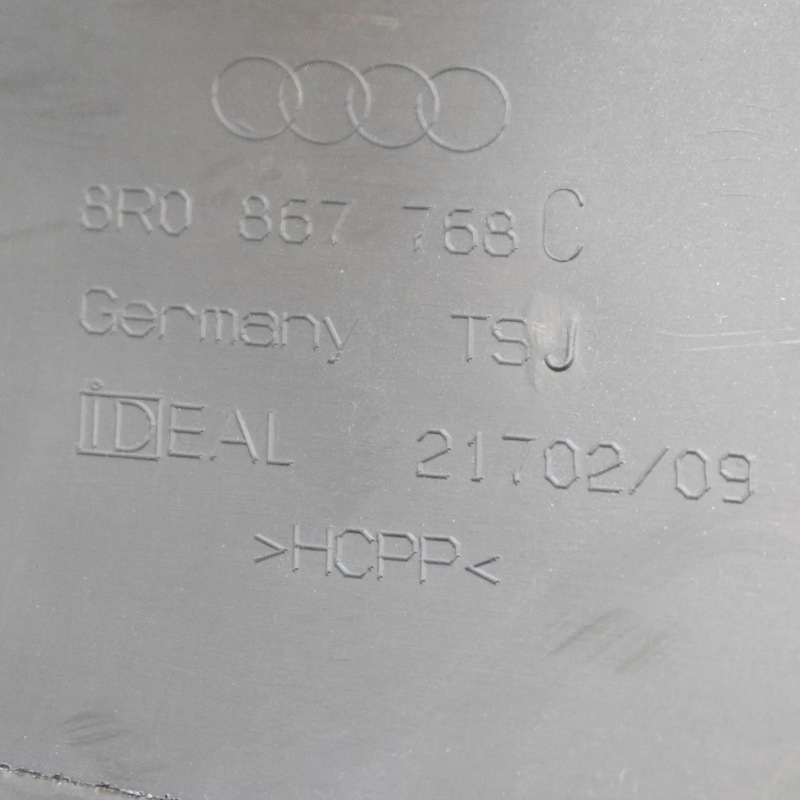 8R0 867 768 C
Germany TSJ
iDEAL 21702/09
>HCPP<